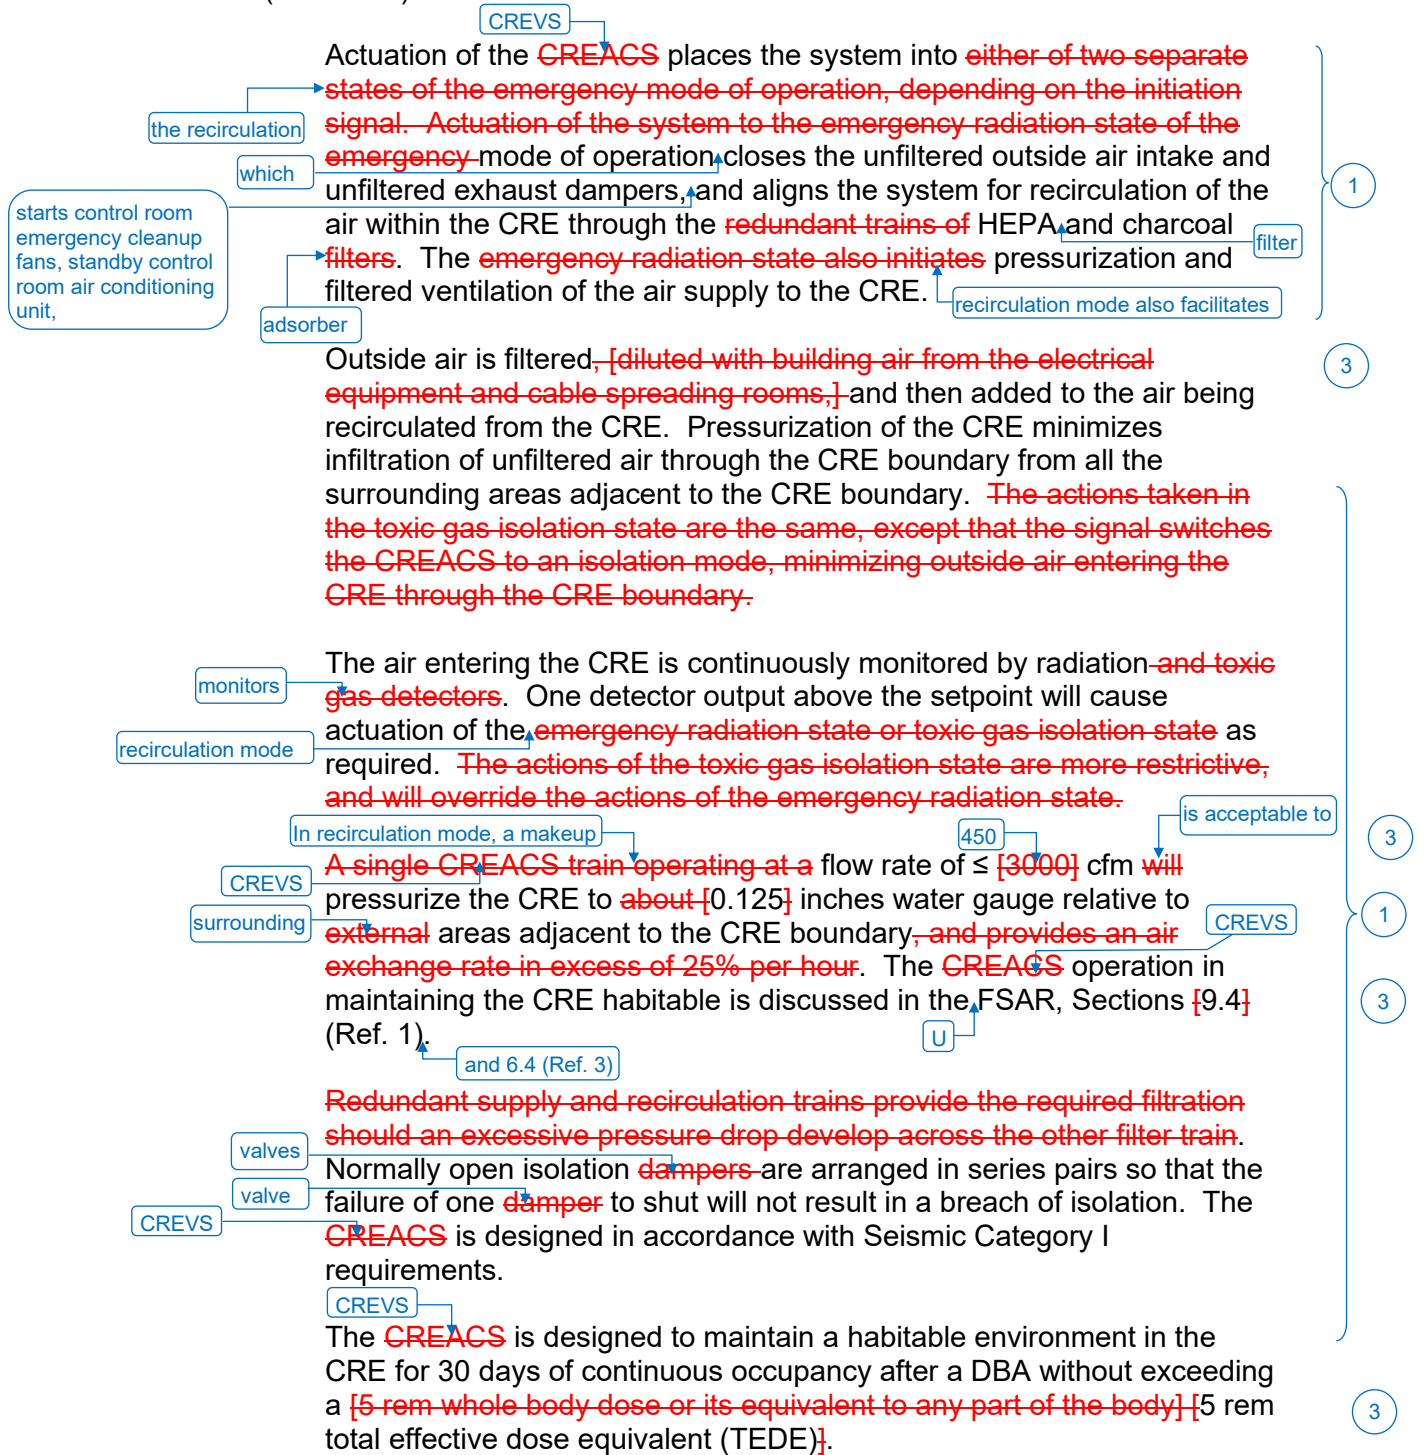 CREVS
Actuation of the CREACS places the system into either of two separate
states of the emergency mode of operation, depending on the initiation
the recirculation
signal. Actuation of the system to the emergency radiation state of the
emergency mode of operation closes the unfiltered outside air intake and
which
unfiltered exhaust dampers, and aligns the system for recirculation of the
1
starts control room
emergency cleanup
fans, standby control
room air conditioning
unit,
air within the CRE through the redundant trains of HEPA and charcoal
filter
filters. The emergency radiation state also initiates pressurization and
filtered ventilation of the air supply to the CRE.
recirculation mode also facilitates
adsorber
Outside air is filtered, [diluted with building air from the electrical
3
equipment and cable spreading rooms,] and then added to the air being
recirculated from the CRE. Pressurization of the CRE minimizes
infiltration of unfiltered air through the CRE boundary from all the
surrounding areas adjacent to the CRE boundary. The actions taken in
the toxic gas isolation state are the same, except that the signal switches
the CREACS to an isolation mode, minimizing outside air entering the
CRE through the CRE boundary.
The air entering the CRE is continuously monitored by radiation and toxic
monitors
gas detectors. One detector output above the setpoint will cause
actuation of the emergency radiation state or toxic gas isolation state as
recirculation mode
required. The actions of the toxic gas isolation state are more restrictive,
and will override the actions of the emergency radiation state.
is acceptable to
In recirculation mode, a makeup
450
3
A single CREACS train operating at a flow rate of ≤ [3000] cfm will
CREVS
pressurize the CRE to about [0.125] inches water gauge relative to
surrounding
CREVS
1
external areas adjacent to the CRE boundary, and provides an air
exchange rate in excess of 25% per hour. The CREACS operation in
maintaining the CRE habitable is discussed in the FSAR, Sections [9.4]
3
(Ref. 1).
U
and 6.4 (Ref. 3)
Redundant supply and recirculation trains provide the required filtration
should an excessive pressure drop develop across the other filter train.
valves
Normally open isolation dampers are arranged in series pairs so that the
valve
failure of one damper to shut will not result in a breach of isolation. The
CREVS
CREACS is designed in accordance with Seismic Category I
requirements.
CREVS
The CREACS is designed to maintain a habitable environment in the
CRE for 30 days of continuous occupancy after a DBA without exceeding
a [5 rem whole body dose or its equivalent to any part of the body] [5 rem
3
total effective dose equivalent (TEDE)].